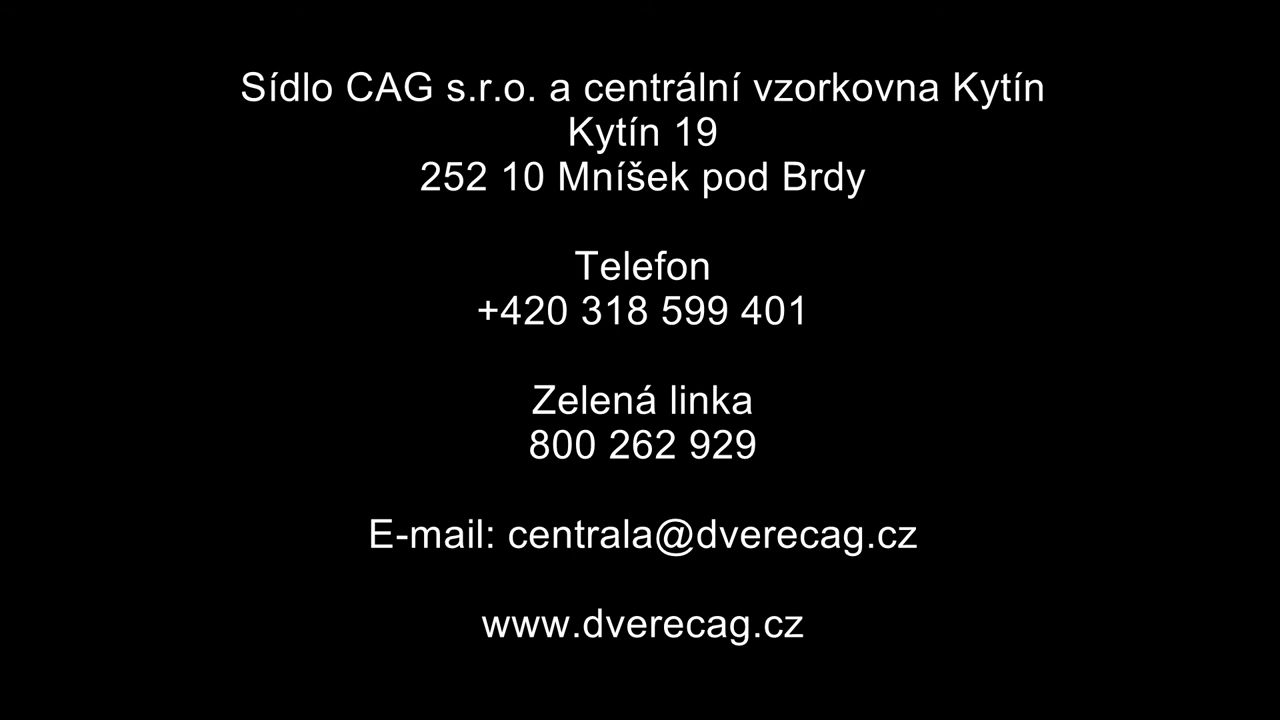 Sídlo CAG s.r.o. a centrální vzorkovna Kytín
Kytín 19
252 10 Mníšek pod Brdy
Telefon
+420 318 599 401
Zelená linka
800 262 929
E-mail: centrala@dverecag.cz
www.dverecag.cz